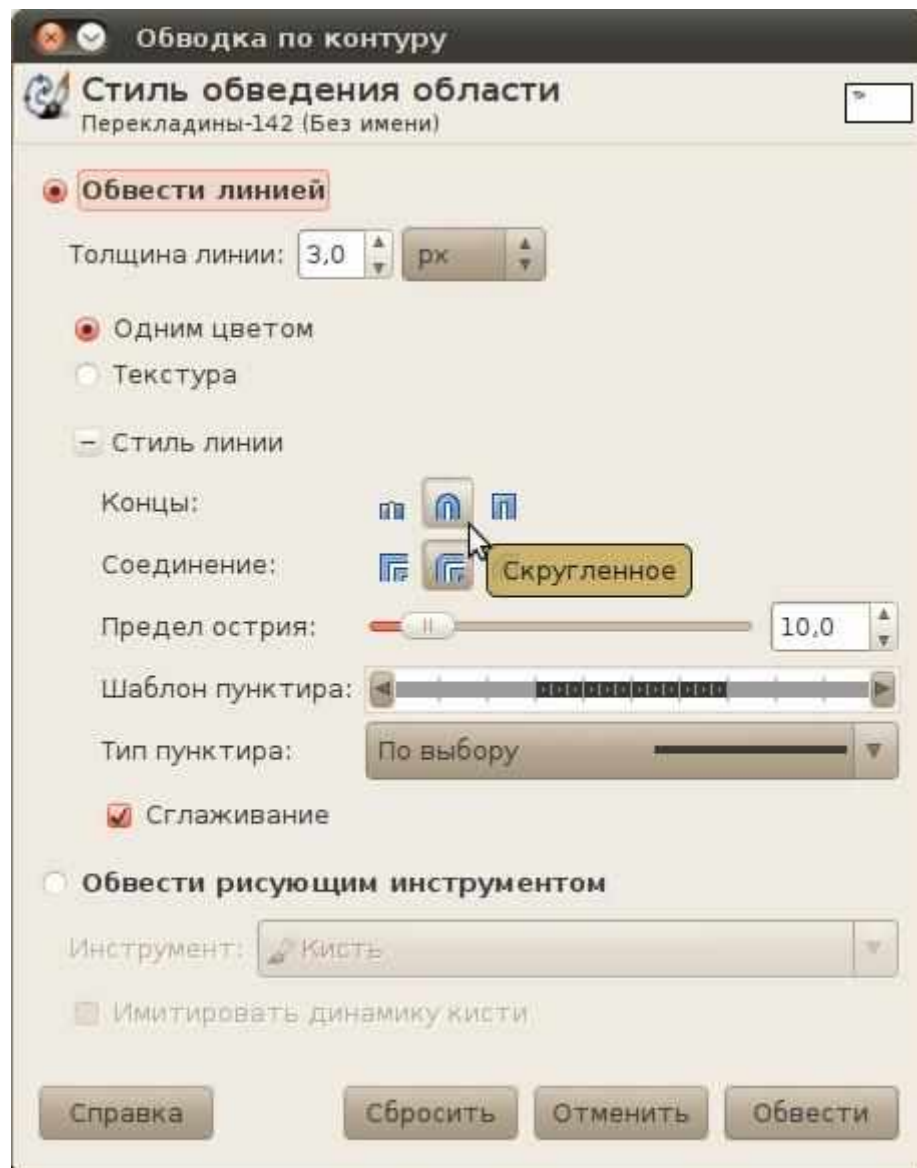 Обводка по контуру
Стиль обведения области
Перекладины-142 (Без имени)
Обвести линией
Толщина линии: 3,0 px
Одним цветом
Текстура
Стиль линии
Концы:
Соединение: Скругленное
Предел острия: 10,0
Шаблон пунктира:
Тип пунктира: По выбору
Сглаживание
Обвести рисующим инструментом
Инструмент: Кисть
Имитировать динамику кисти
Справка Сбросить Отменить Обвести